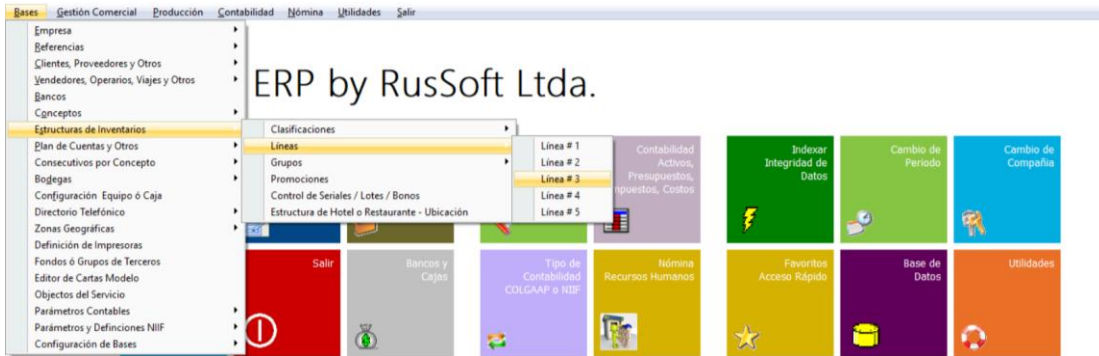 Bases Gestión Comercial Producción Contabilidad Nómina Utilidades Salir
Empresa
Referencias
Clientes, Proveedores y Otros
Vendedores, Operarios, Viajes y Otros
Bancos
Conceptos
Estructuras de Inventarios
Plan de Cuentas y Otros
Consecutivos por Concepto
Bodegas
Configuración Equipo ó Caja
Directorio Telefónico
Zonas Geográficas
Definición de Impresoras
Fondos ó Grupos de Terceros
Editor de Cartas Modelo
Objectos del Servicio
Parámetros Contables
Parámetros y Definciones NIIF
Configuración de Bases
ERP by RusSoft Ltda.
Clasificaciones
Líneas
Grupos
Promociones
Control de Seriales / Lotes / Bonos
Estructura de Hotel o Restaurante - Ubicación
Línea # 1
Línea # 2
Línea # 3
Línea # 4
Línea # 5
Contabilidad
Activos,
Presupuestos,
npuestos, Costos
Indexar
Integridad de
Datos
Cambio de
Periodo
Cambio de
Compañia
Salir
Bancos y
Cajas
Tipo de
Contabilidad
COLGAAP o NIIF
Nómina
Recursos Humanos
Favoritos
Acceso Rápido
Base de
Datos
Utilidades